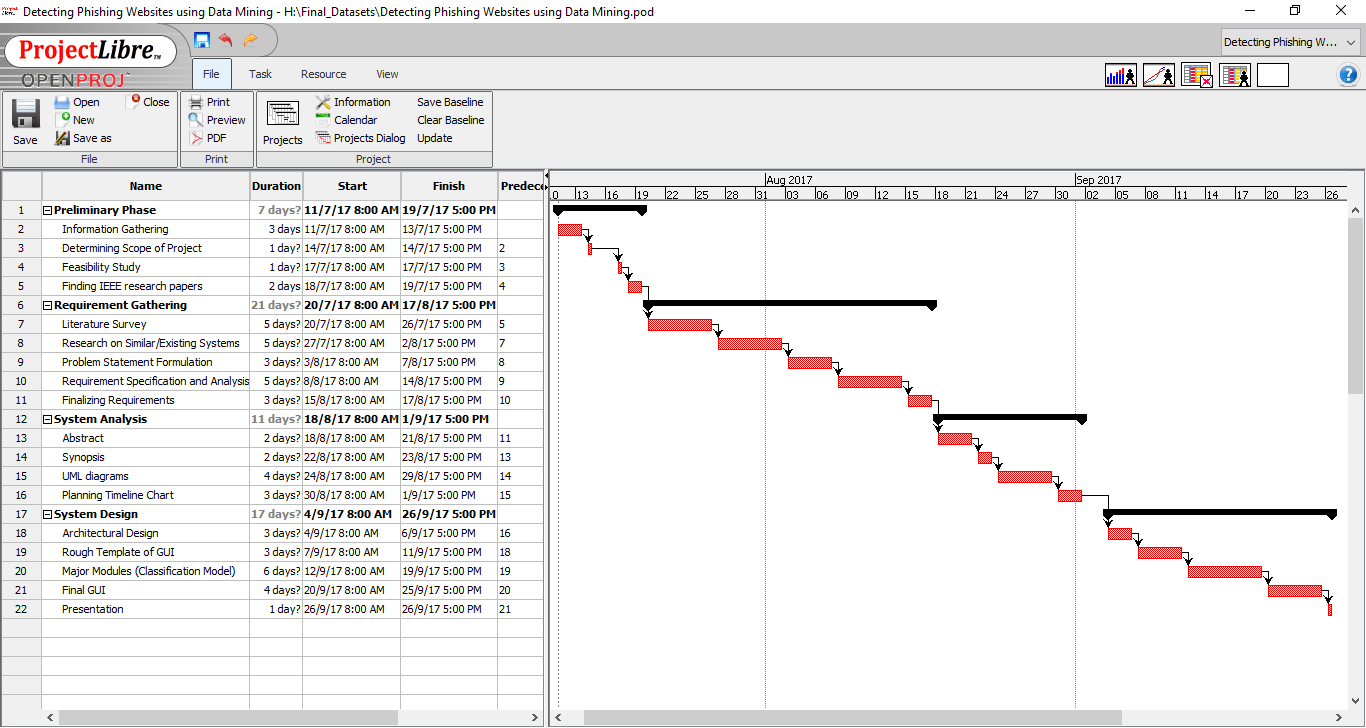 Detecting Phishing Websites using Data Mining - H:\Final_Datasets\Detecting Phishing Websites using Data Mining.pod
ProjectLibre™
OPENPROJ
Detecting Phishing W...
File Task Resource View
Save Open New Save as Close
File
Print Preview PDF
Print
Projects Information Calendar Projects Dialog Save Baseline Clear Baseline Update
Project
Name Duration Start Finish Predec
1 Preliminary Phase 7 days? 11/7/17 8:00 AM 19/7/17 5:00 PM
2 Information Gathering 3 days 11/7/17 8:00 AM 13/7/17 5:00 PM
3 Determining Scope of Project 1 day? 14/7/17 8:00 AM 14/7/17 5:00 PM 2
4 Feasibility Study 1 day? 17/7/17 8:00 AM 17/7/17 5:00 PM 3
5 Finding IEEE research papers 2 days 18/7/17 8:00 AM 19/7/17 5:00 PM 4
6 Requirement Gathering 21 days? 20/7/17 8:00 AM 17/8/17 5:00 PM
7 Literature Survey 5 days? 20/7/17 8:00 AM 26/7/17 5:00 PM 5
8 Research on Similar/Existing Systems 5 days? 27/7/17 8:00 AM 2/8/17 5:00 PM 7
9 Problem Statement Formulation 3 days? 3/8/17 8:00 AM 7/8/17 5:00 PM 8
10 Requirement Specification and Analysis 5 days? 8/8/17 8:00 AM 14/8/17 5:00 PM 9
11 Finalizing Requirements 3 days? 15/8/17 8:00 AM 17/8/17 5:00 PM 10
12 System Analysis 11 days? 18/8/17 8:00 AM 1/9/17 5:00 PM
13 Abstract 2 days? 18/8/17 8:00 AM 21/8/17 5:00 PM 11
14 Synopsis 2 days? 22/8/17 8:00 AM 23/8/17 5:00 PM 13
15 UML diagrams 4 days? 24/8/17 8:00 AM 29/8/17 5:00 PM 14
16 Planning Timeline Chart 3 days? 30/8/17 8:00 AM 1/9/17 5:00 PM 15
17 System Design 17 days? 4/9/17 8:00 AM 26/9/17 5:00 PM
18 Architectural Design 3 days? 4/9/17 8:00 AM 6/9/17 5:00 PM 16
19 Rough Template of GUI 3 days? 7/9/17 8:00 AM 11/9/17 5:00 PM 18
20 Major Modules (Classification Model) 6 days? 12/9/17 8:00 AM 19/9/17 5:00 PM 19
21 Final GUI 4 days? 20/9/17 8:00 AM 25/9/17 5:00 PM 20
22 Presentation 1 day? 26/9/17 8:00 AM 26/9/17 5:00 PM 21
Aug 2017 Sep 2017
0 13 16 19 22 25 28 31 03 06 09 12 15 18 21 24 27 30 02 05 08 11 14 17 20 23 26